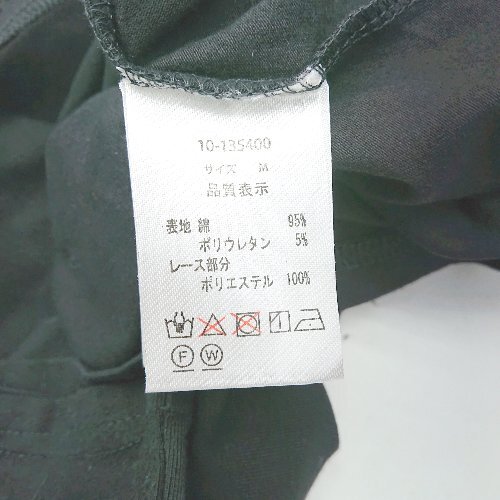 10-135400
サイズ M
品質表示
表地 綿 95%
ポリウレタン 5%
レース部分
ポリエステル 100%
F W